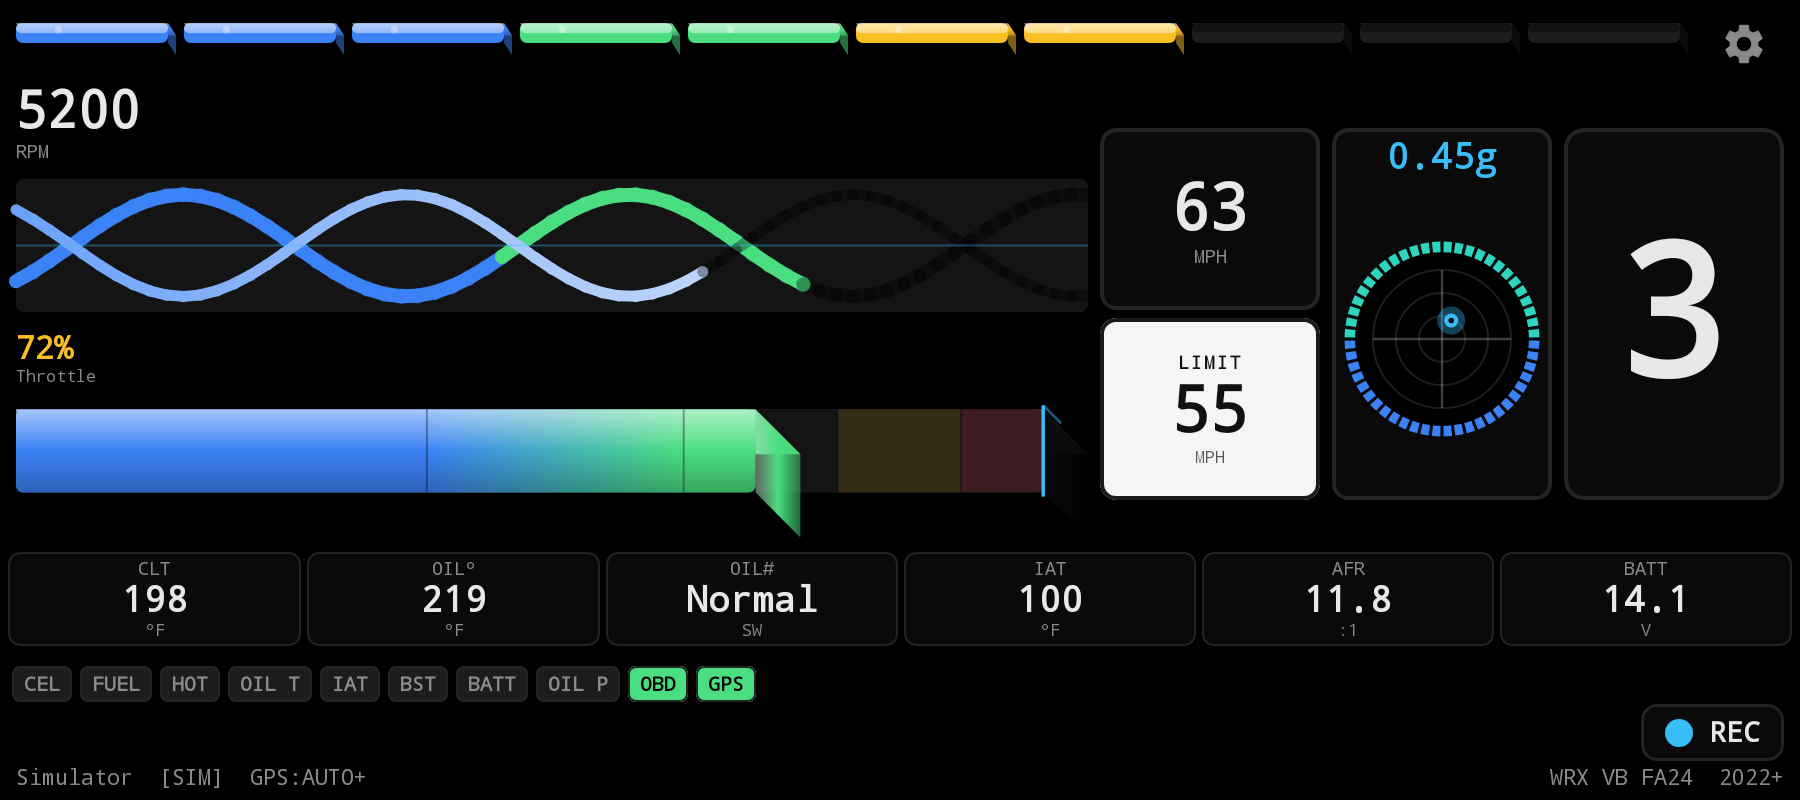 5200
RPM
72%
Throttle
63
MPH
LIMIT
55
MPH
0.45g
3
CLT
198
°F
OIL°
219
°F
OIL#
Normal
SW
IAT
100
°F
AFR
11.8
:1
BATT
14.1
V
CEL FUEL HOT OIL T IAT BST BATT OIL P OBD GPS
REC
Simulator [SIM] GPS:AUTO+
WRX VB FA24 2022+